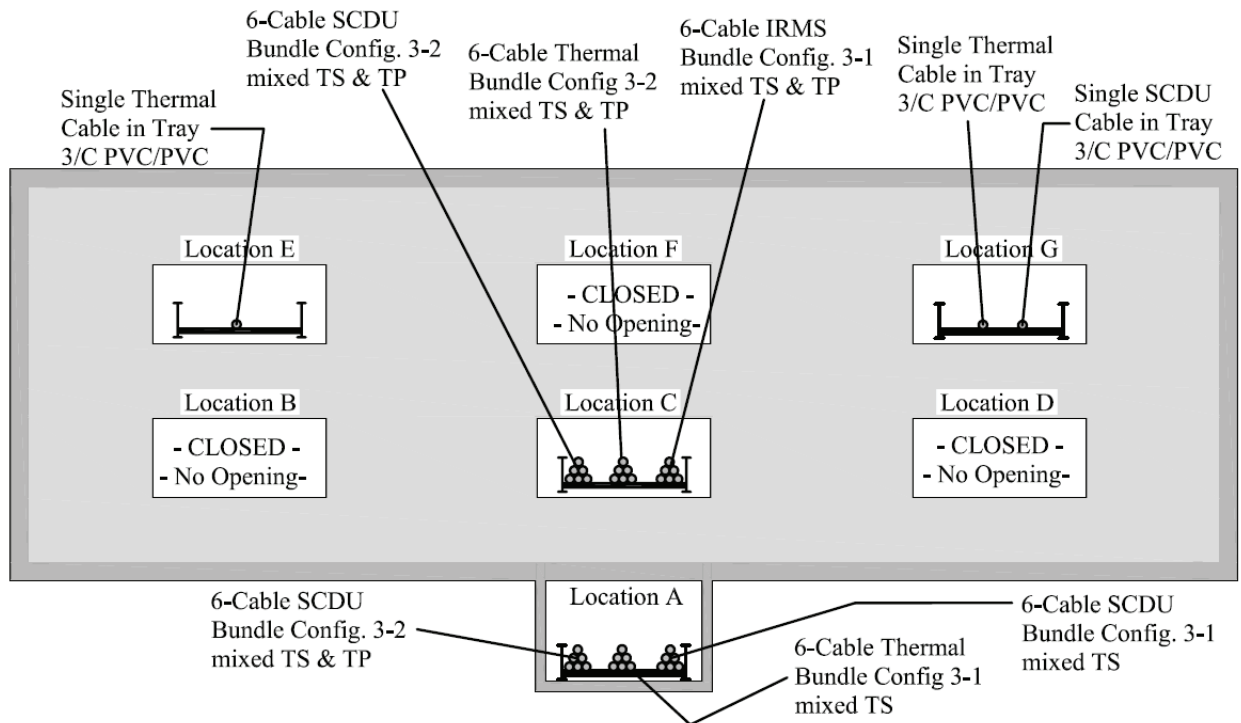 6-Cable SCDU
Bundle Config. 3-2
mixed TS & TP
6-Cable Thermal
Bundle Config 3-2
mixed TS & TP
6-Cable IRMS
Bundle Config. 3-1
mixed TS & TP
Single Thermal
Cable in Tray
3/C PVC/PVC
Single SCDU
Cable in Tray
3/C PVC/PVC
Single Thermal
Cable in Tray
3/C PVC/PVC
Location E
Location F
- CLOSED -
- No Opening-
Location G
Location B
- CLOSED -
- No Opening-
Location C
Location D
- CLOSED -
- No Opening-
Location A
6-Cable SCDU
Bundle Config. 3-2
mixed TS & TP
6-Cable Thermal
Bundle Config 3-1
mixed TS
6-Cable SCDU
Bundle Config. 3-1
mixed TS